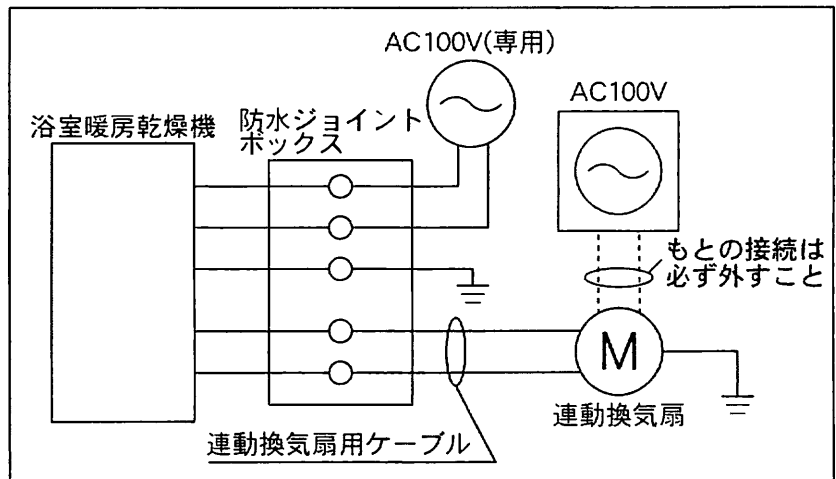 AC100V(専用)
AC100V
浴室暖房乾燥機
防水ジョイント
ボックス
もとの接続は
必ず外すこと
M
連動換気扇
連動換気扇用ケーブル